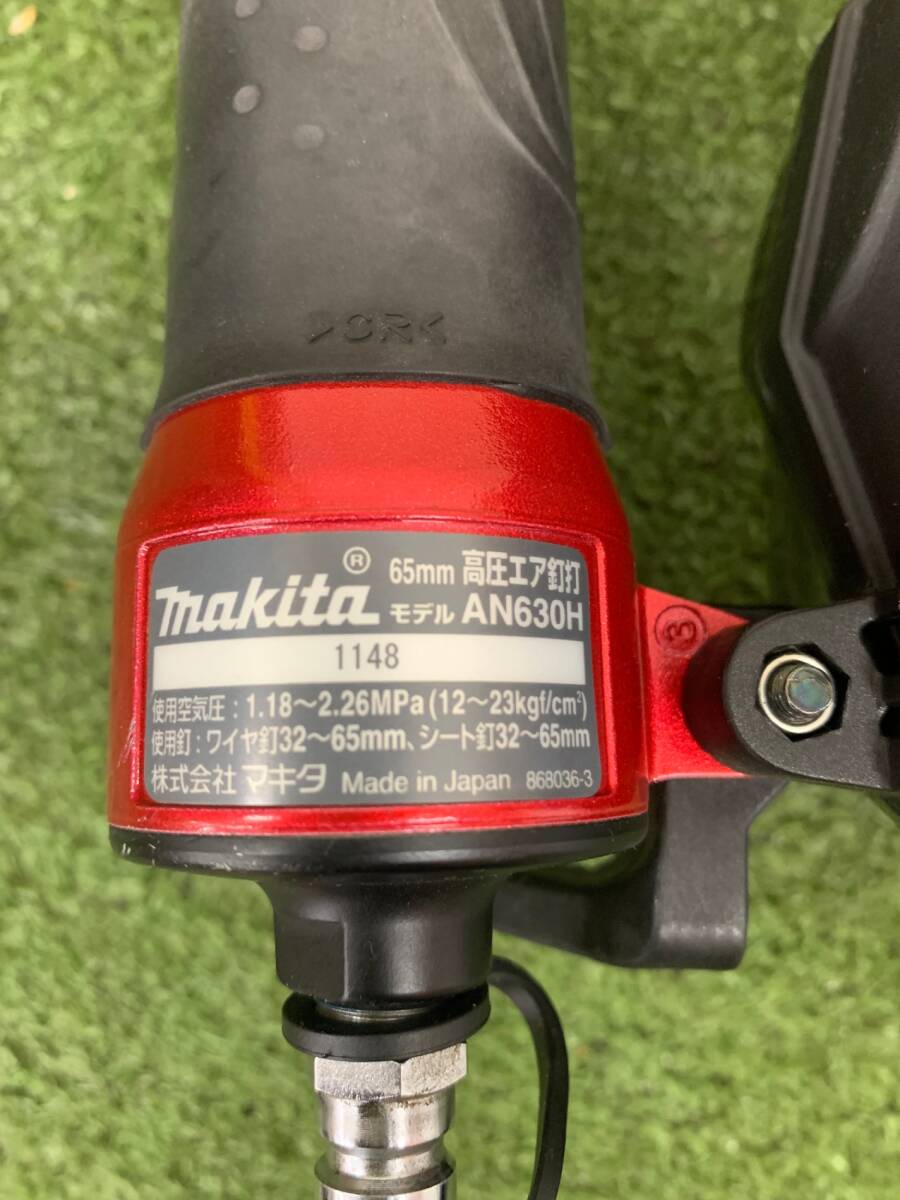 >CR<
makita® 65mm 高圧エア釘打
モデル AN630H
1148
使用空気圧：1.18～2.26MPa（12～23kgf/cm²）
使用釘：ワイヤ釘32～65mm、シート釘32～65mm
株式会社 マキタ Made in Japan 868036-3
3